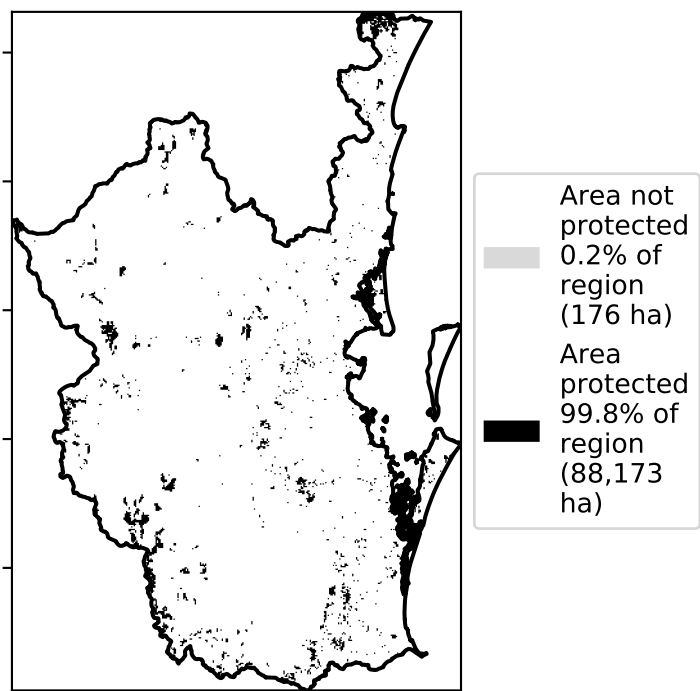 Area not
protected
0.2% of
region
(176 ha)
Area
protected
99.8% of
region
(88,173
ha)